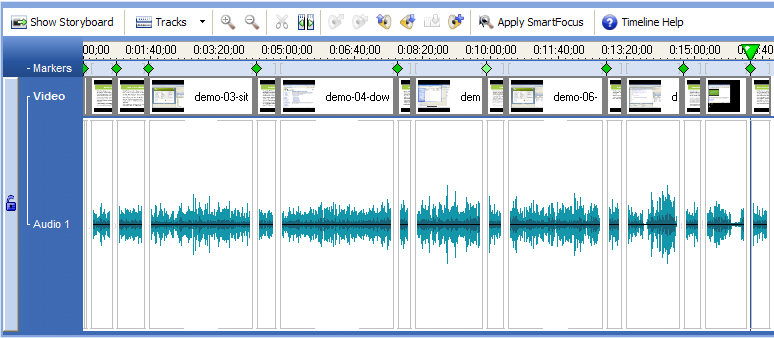 Show Storyboard Tracks Apply SmartFocus Timeline Help
00;00 0:01:40;00 0:03:20;00 0:05:00;00 0:06:40;00 0:08:20;00 0:10:00;00 0:11:40;00 0:13:20;00 0:15:00;00 40;0
- Markers
Video demo-03-sit demo-04-dow dem demo-06- d
Audio 1